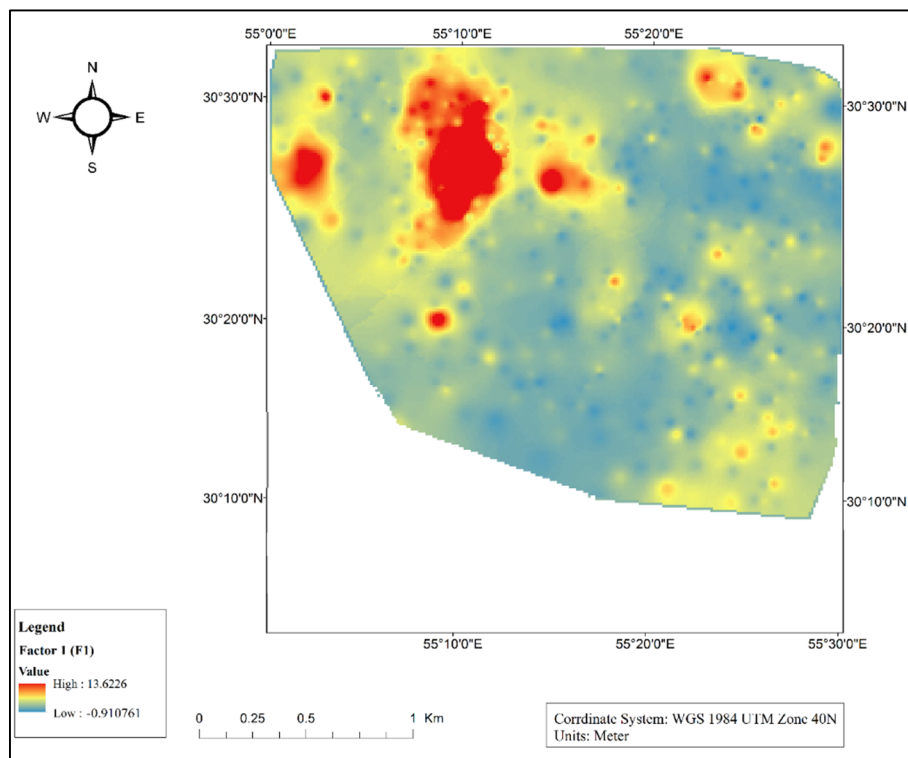 55°0'0"E 55°10'0"E 55°20'0"E
N
W E
S
30°30'0"N 30°30'0"N
30°20'0"N 30°20'0"N
30°10'0"N 30°10'0"N
55°10'0"E 55°20'0"E 55°30'0"E
Legend
Factor 1 (F1)
Value
High : 13.6226
Low : -0.910761
0 0.25 0.5 1 Km
Corrdinate System: WGS 1984 UTM Zone 40N
Units: Meter